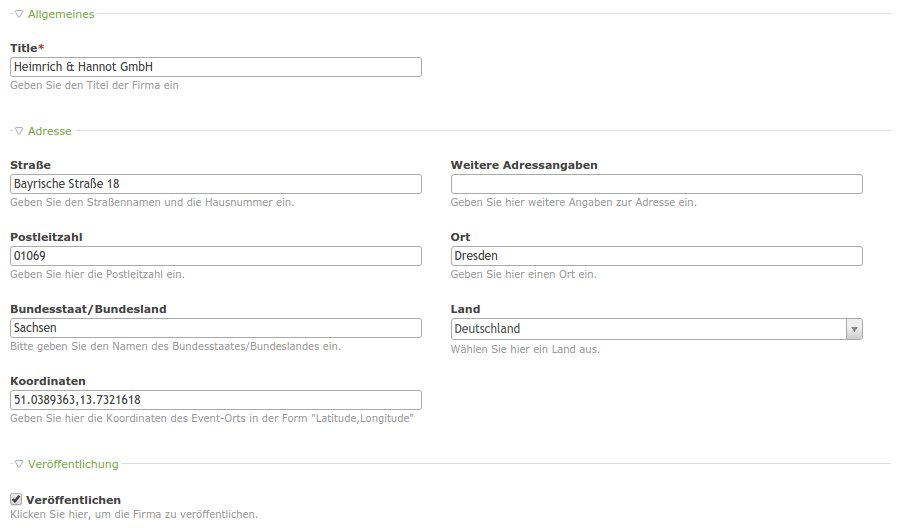 Allgemeines
Title*
Heimrich & Hannot GmbH
Geben Sie den Titel der Firma ein
Adresse
Straße
Weitere Adressangaben
Bayrische Straße 18
Geben Sie den Straßennamen und die Hausnummer ein.
Geben Sie hier weitere Angaben zur Adresse ein.
Postleitzahl
Ort
01069
Dresden
Geben Sie hier die Postleitzahl ein.
Geben Sie hier einen Ort ein.
Bundesstaat/Bundesland
Land
Sachsen
Deutschland
Bitte geben Sie den Namen des Bundesstaates/Bundeslandes ein.
Wählen Sie hier ein Land aus.
Koordinaten
51.0389363,13.7321618
Geben Sie hier die Koordinaten des Event-Orts in der Form "Latitude,Longitude"
Veröffentlichung
Veröffentlichen
Klicken Sie hier, um die Firma zu veröffentlichen.